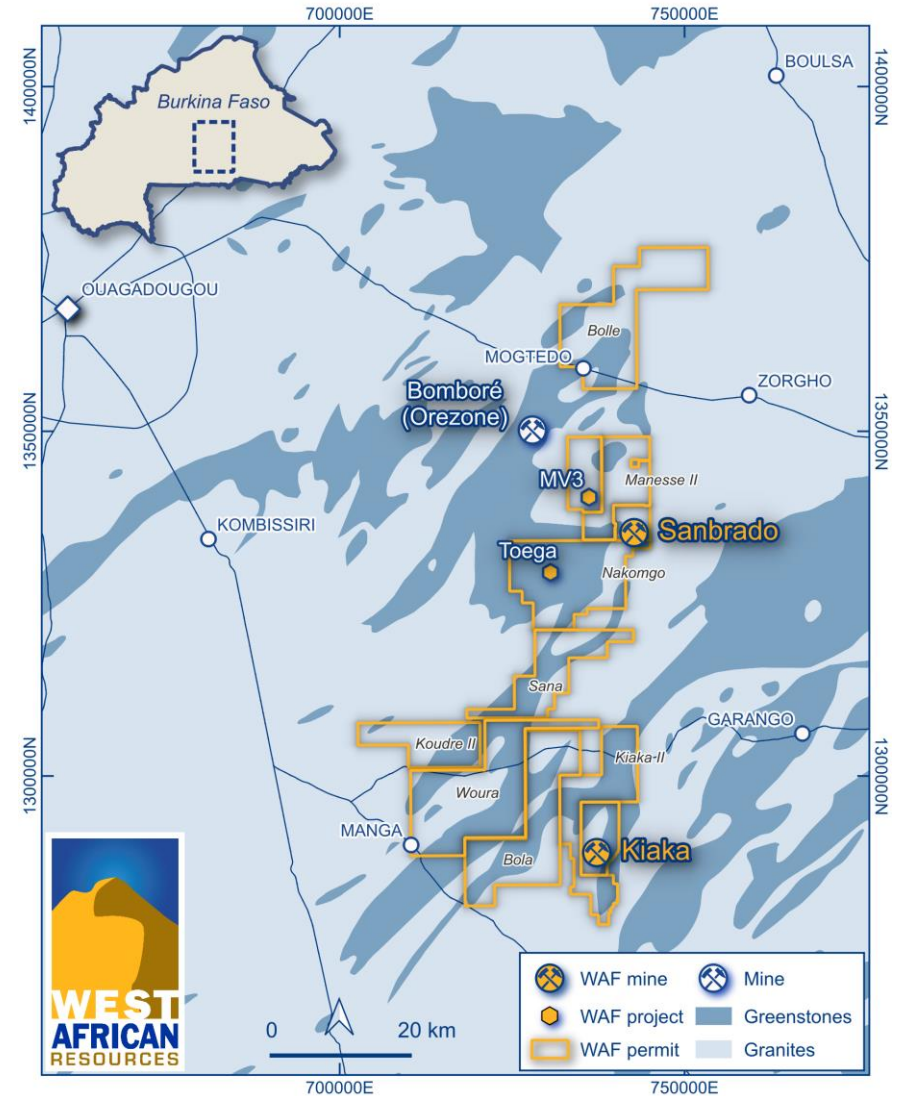 700000E
750000E
1400000N
1400000N
BOULSA
Burkina Faso
OUAGADOUGOU
Bolle
MOGTEDO
ZORGHO
Bomboré
(Orezone)
1350000N
1350000N
MV3
Manesse II
KOMBISSIRI
Sanbrado
Toega
Nakomgo
Sana
GARANGO
Koudre II
Kiaka-II
1300000N
1300000N
Woura
MANGA
Kiaka
Bola
WEST
AFRICAN
RESOURCES
0
20 km
WAF mine
Mine
WAF project
Greenstones
WAF permit
Granites
700000E
750000E